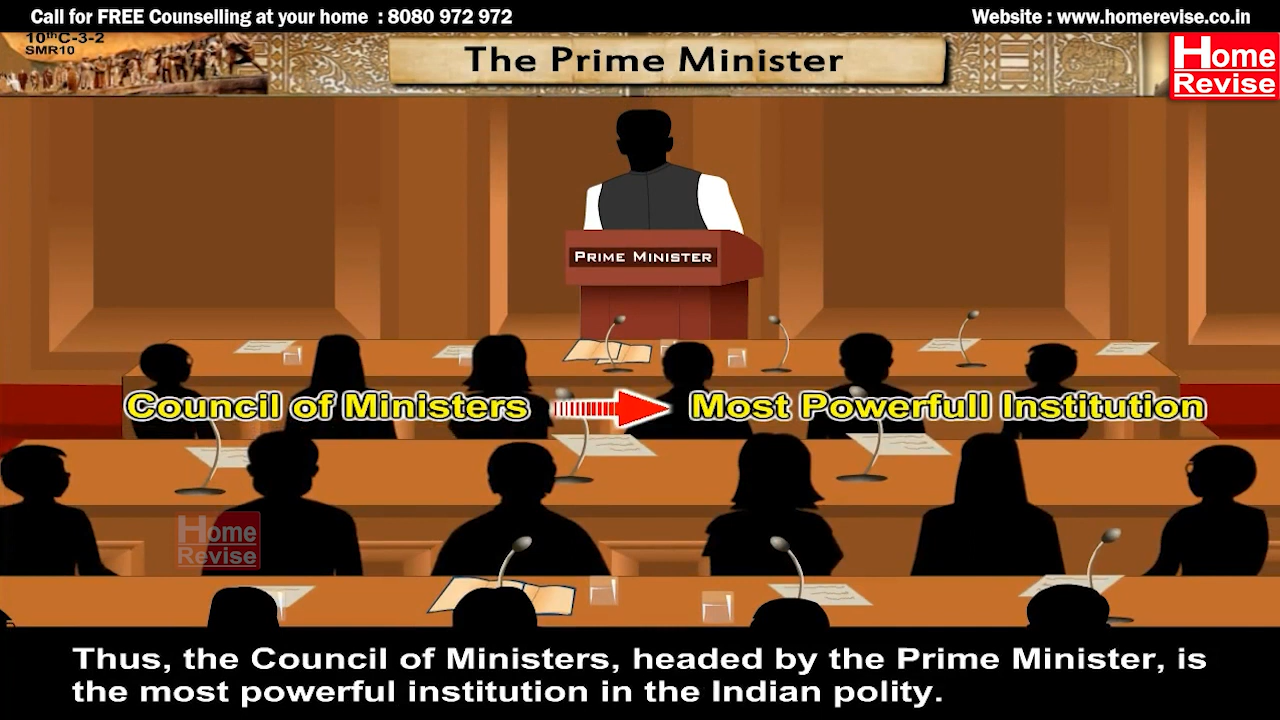 Call for FREE Counselling at your home : 8080 972 972
Website : www.homerevise.co.in
10thC-3-2
SMR10
The Prime Minister
Home
Revise
PRIME MINISTER
Council of Ministers
Most Powerfull Institution
Home
Revise
Thus, the Council of Ministers, headed by the Prime Minister, is
the most powerful institution in the Indian polity.